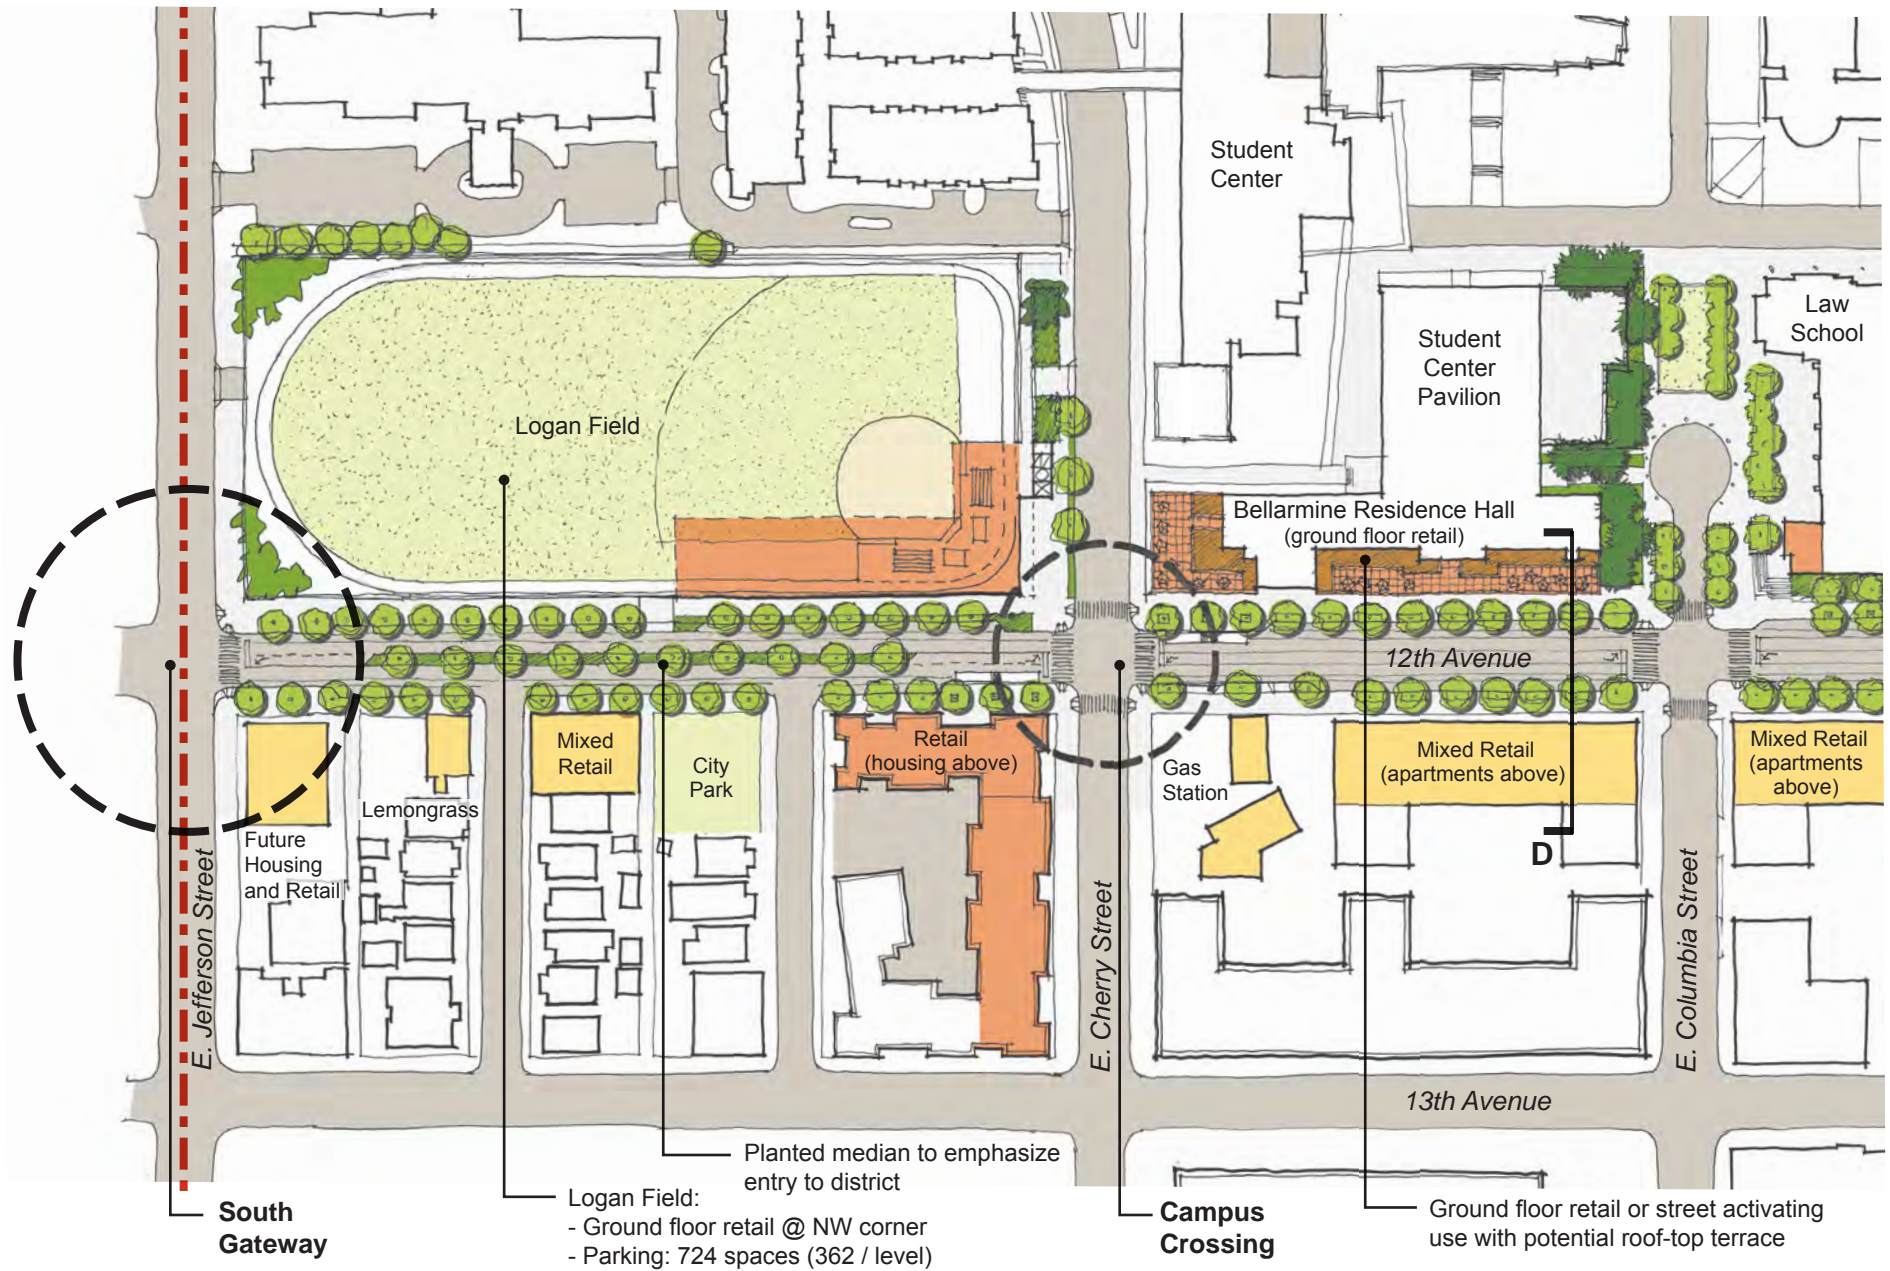 Student
Center
Law
School
Student
Center
Pavilion
Logan Field
Bellarmine Residence Hall
(ground floor retail)
12th Avenue
Mixed
Retail
City
Park
Retail
(housing above)
Gas
Station
Mixed Retail
(apartments above)
Mixed Retail
(apartments
above)
Lemongrass
Future
Housing
and Retail
D
E. Jefferson Street
E. Cherry Street
E. Columbia Street
13th Avenue
Planted median to emphasize
entry to district
South
Gateway
Logan Field:
- Ground floor retail @ NW corner
- Parking: 724 spaces (362 / level)
Campus
Crossing
Ground floor retail or street activating
use with potential roof-top terrace